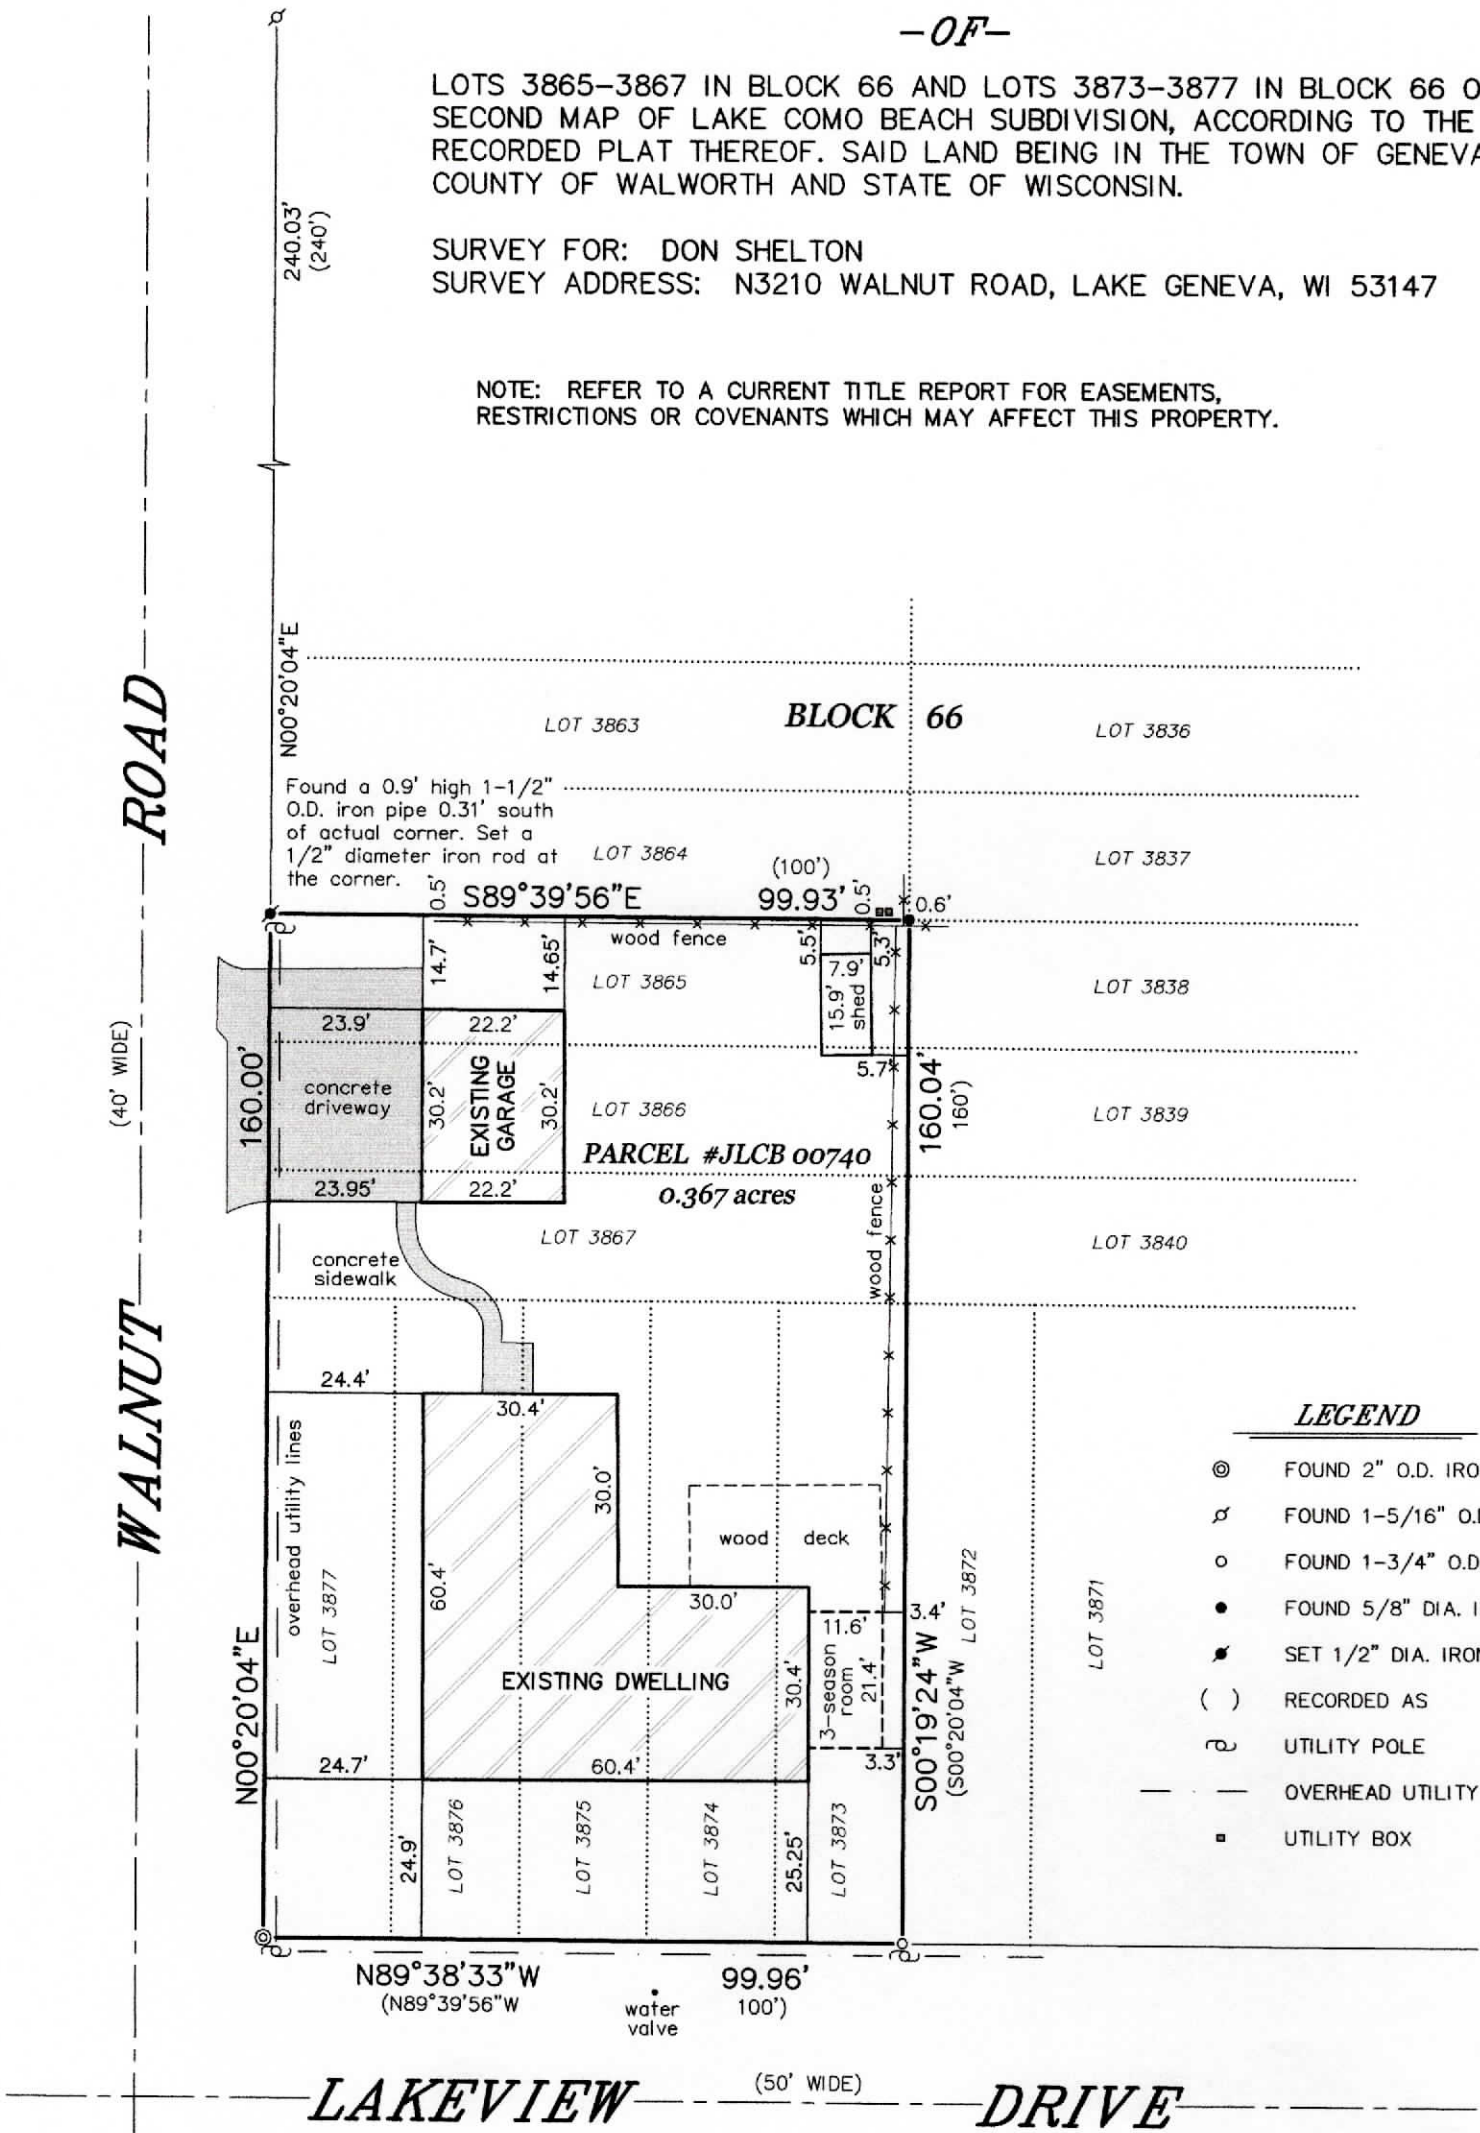 -OF-
LOTS 3865-3867 IN BLOCK 66 AND LOTS 3873-3877 IN BLOCK 66 O
SECOND MAP OF LAKE COMO BEACH SUBDIVISION, ACCORDING TO THE
RECORDED PLAT THEREOF. SAID LAND BEING IN THE TOWN OF GENEVA
COUNTY OF WALWORTH AND STATE OF WISCONSIN.
SURVEY FOR: DON SHELTON
SURVEY ADDRESS: N3210 WALNUT ROAD, LAKE GENEVA, WI 53147
NOTE: REFER TO A CURRENT TITLE REPORT FOR EASEMENTS,
RESTRICTIONS OR COVENANTS WHICH MAY AFFECT THIS PROPERTY.
240.03'
(240')
N00°20'04"E
WALNUT ROAD
(40' WIDE)
LOT 3863
BLOCK 66
LOT 3836
Found a 0.9' high 1-1/2"
O.D. iron pipe 0.31' south
of actual corner. Set a
1/2" diameter iron rod at
the corner.
LOT 3864
LOT 3837
(100')
0.5'
S89°39'56"E
99.93'
0.5'
0.6'
wood fence
14.7'
14.65'
5.5'
5.3'
LOT 3865
7.9'
15.9'
shed
LOT 3838
23.9'
22.2'
160.00'
concrete
driveway
30.2'
EXISTING
GARAGE
30.2'
5.7'
LOT 3866
160.04'
160')
LOT 3839
PARCEL #JLCB 00740
0.367 acres
23.95'
22.2'
LOT 3867
wood fence
LOT 3840
concrete
sidewalk
24.4'
30.4'
overhead utility lines
LOT 3877
30.0'
60.4'
wood deck
30.0'
3.4'
LOT 3872
LOT 3871
11.6'
3-season
room
21.4'
EXISTING DWELLING
30.4'
N00°20'04"E
S00°19'24"W
(S00°20'04"W
24.7'
60.4'
3.3'
24.9'
LOT 3876
LOT 3875
LOT 3874
25.25'
LOT 3873
N89°38'33"W
99.96'
(N89°39'56"W
100')
water
valve
LEGEND
FOUND 2" O.D. IRO
FOUND 1-5/16" O.D
FOUND 1-3/4" O.D
FOUND 5/8" DIA. I
SET 1/2" DIA. IRON
( ) RECORDED AS
UTILITY POLE
OVERHEAD UTILITY
UTILITY BOX
(50' WIDE)
LAKEVIEW DRIVE